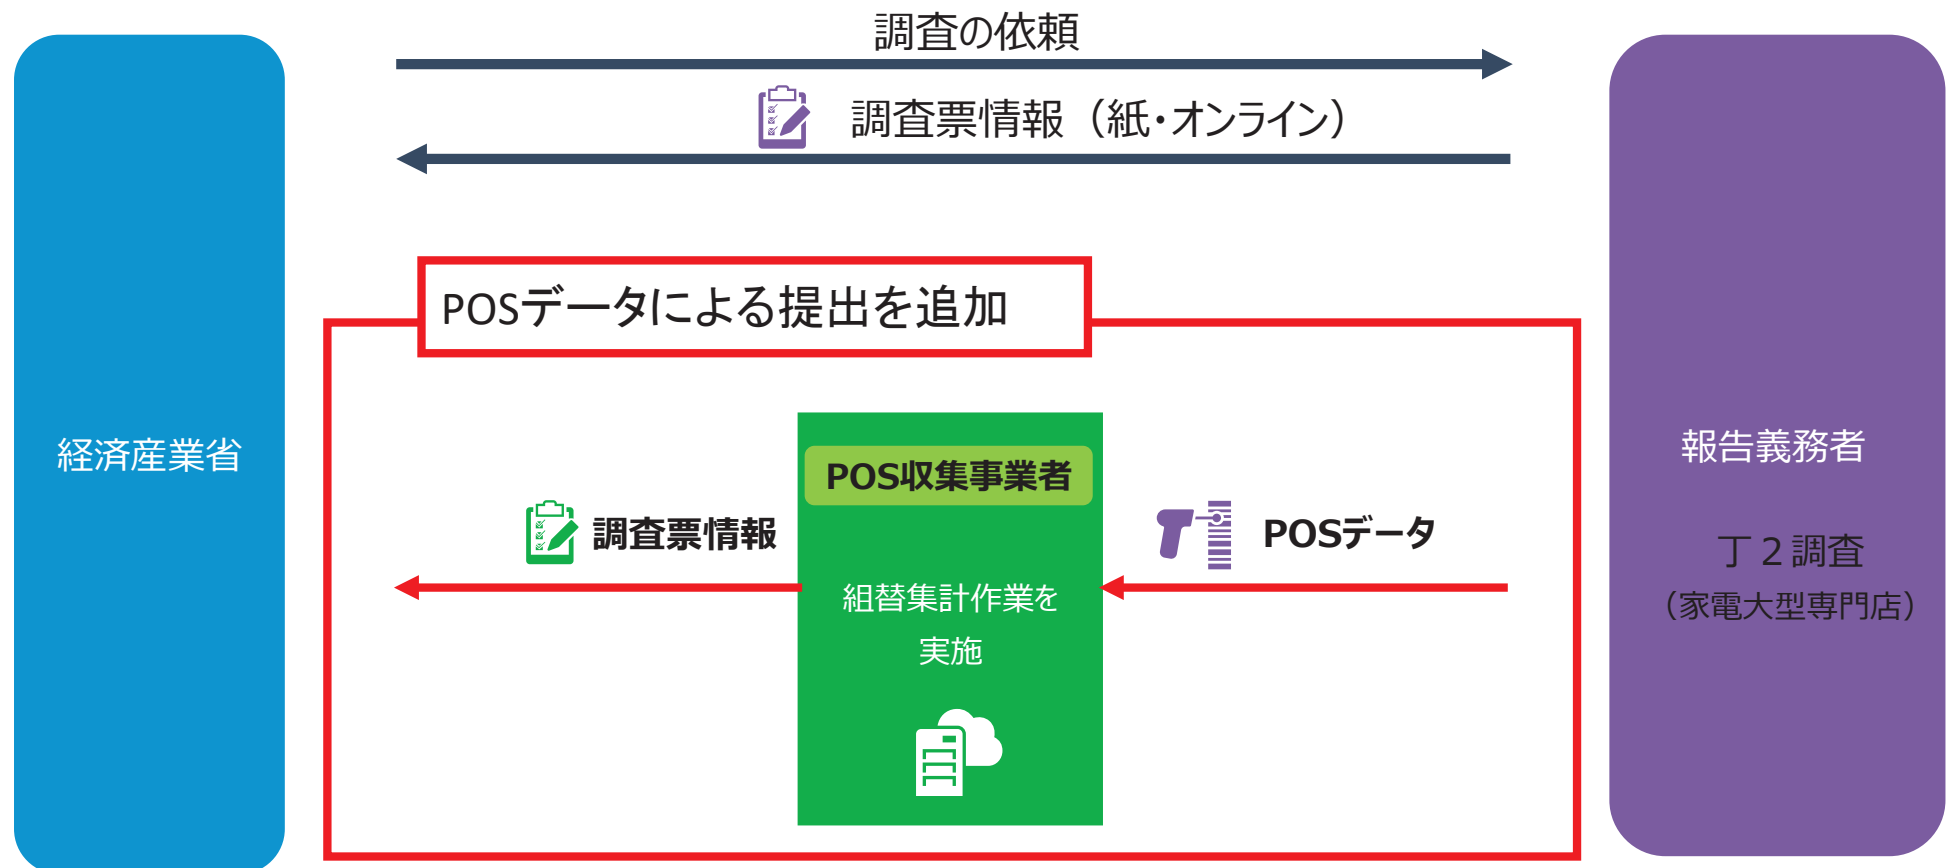 調査の依頼
調査票情報（紙・オンライン）
POSデータによる提出を追加
経済産業省
POS収集事業者
調査票情報
組替集計作業を
実施
POSデータ
報告義務者
丁２調査
（家電大型専門店）